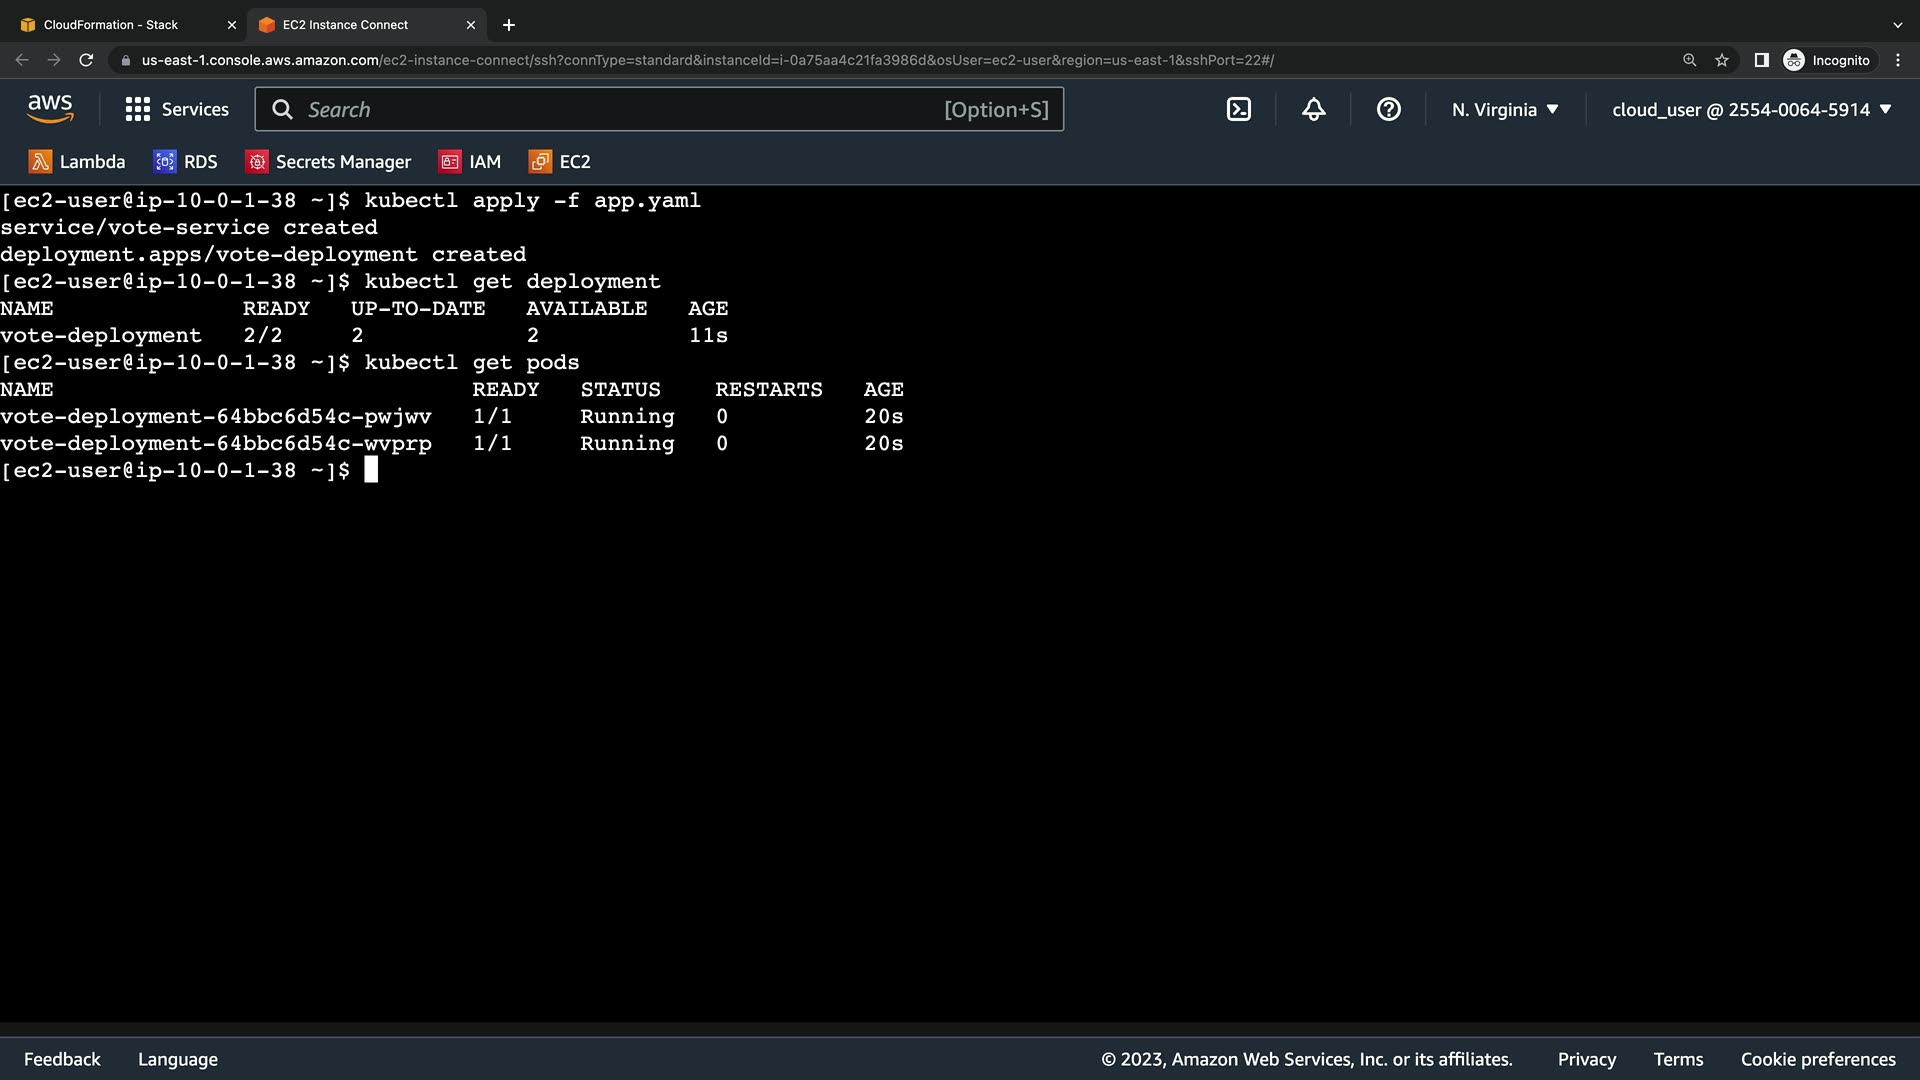 CloudFormation - Stack
EC2 Instance Connect
us-east-1.console.aws.amazon.com/ec2-instance-connect/ssh?connType=standard&instanceId=i-0a75aa4c21fa3986d&osUser=ec2-user&region=us-east-1&sshPort=22#/
Incognito
aws
Services
Search
[Option+S]
N. Virginia
cloud_user @ 2554-0064-5914
Lambda
RDS
Secrets Manager
IAM
EC2
[ec2-user@ip-10-0-1-38 ~]$ kubectl apply -f app.yaml
service/vote-service created
deployment.apps/vote-deployment created
[ec2-user@ip-10-0-1-38 ~]$ kubectl get deployment
NAME READY UP-TO-DATE AVAILABLE AGE
vote-deployment 2/2 2 2 11s
[ec2-user@ip-10-0-1-38 ~]$ kubectl get pods
NAME READY STATUS RESTARTS AGE
vote-deployment-64bbc6d54c-pwjwv 1/1 Running 0 20s
vote-deployment-64bbc6d54c-wvprp 1/1 Running 0 20s
[ec2-user@ip-10-0-1-38 ~]$
Feedback
Language
© 2023, Amazon Web Services, Inc. or its affiliates.
Privacy
Terms
Cookie preferences